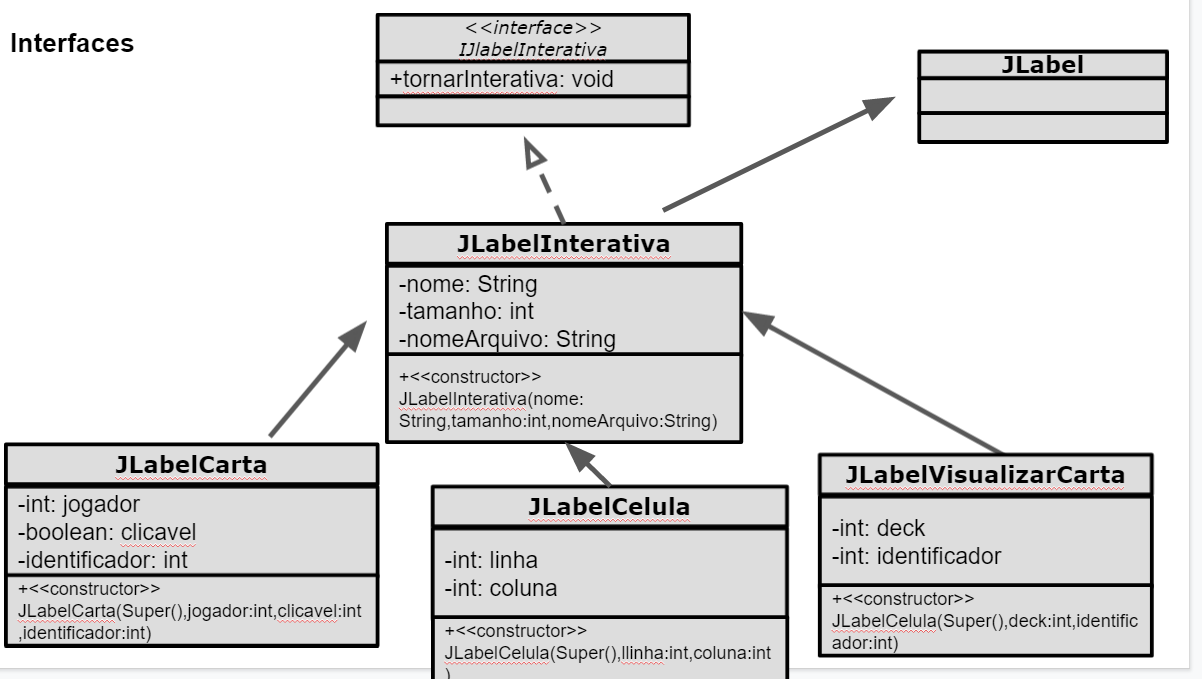 Interfaces
<<interface>>
IJlabelInterativa
+tornarInterativa: void
JLabel
JLabelInterativa
-nome: String
-tamanho: int
-nomeArquivo: String
+<<constructor>>
JLabelInterativa(nome:
String,tamanho:int,nomeArquivo:String)
JLabelCarta
-int: jogador
-boolean: clicavel
-identificador: int
+<<constructor>>
JLabelCarta(Super(),jogador:int,clicavel:int
,identificador:int)
JLabelCelula
-int: linha
-int: coluna
+<<constructor>>
JLabelCelula(Super(),llinha:int,coluna:int
)
JLabelVisualizarCarta
-int: deck
-int: identificador
+<<constructor>>
JLabelCelula(Super(),deck:int,identific
ador:int)